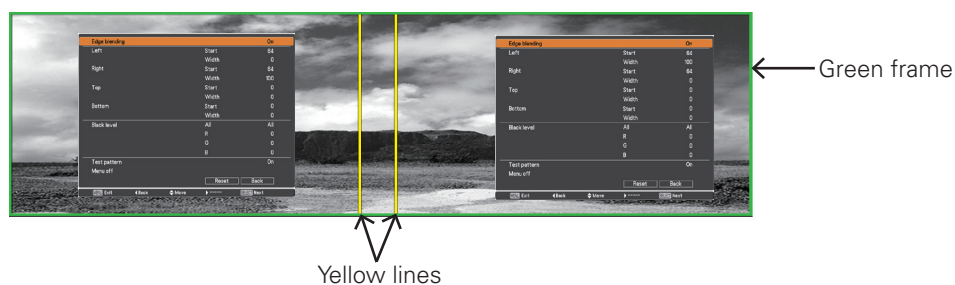 Edge blending On
Left Start 64
Width 0
Right Start 64
Width 100
Top Start 0
Width 0
Bottom Start 0
Width 0
Black level All All
R 0
G 0
B 0
Test pattern On
Menu off
Reset Back
Exit Back Move Next
Edge blending On
Left Start 64
Width 100
Right Start 64
Width 0
Top Start 0
Width 0
Bottom Start 0
Width 0
Black level All All
R 0
G 0
B 0
Test pattern On
Menu off
Reset Back
Exit Back Move Next
Green frame
Yellow lines